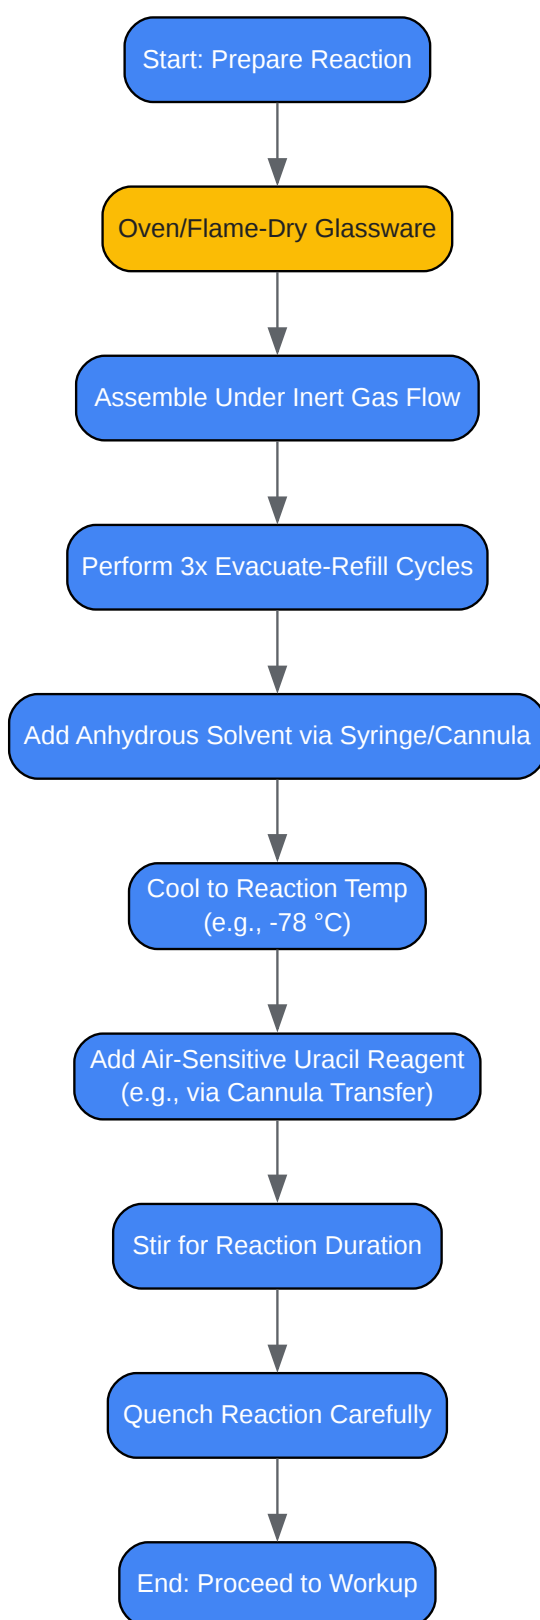 Start: Prepare Reaction
Oven/Flame-Dry Glassware
Assemble Under Inert Gas Flow
Perform 3x Evacuate-Refill Cycles
Add Anhydrous Solvent via Syringe/Cannula
Cool to Reaction Temp
(e.g., -78 °C)
Add Air-Sensitive Uracil Reagent
(e.g., via Cannula Transfer)
Stir for Reaction Duration
Quench Reaction Carefully
End: Proceed to Workup